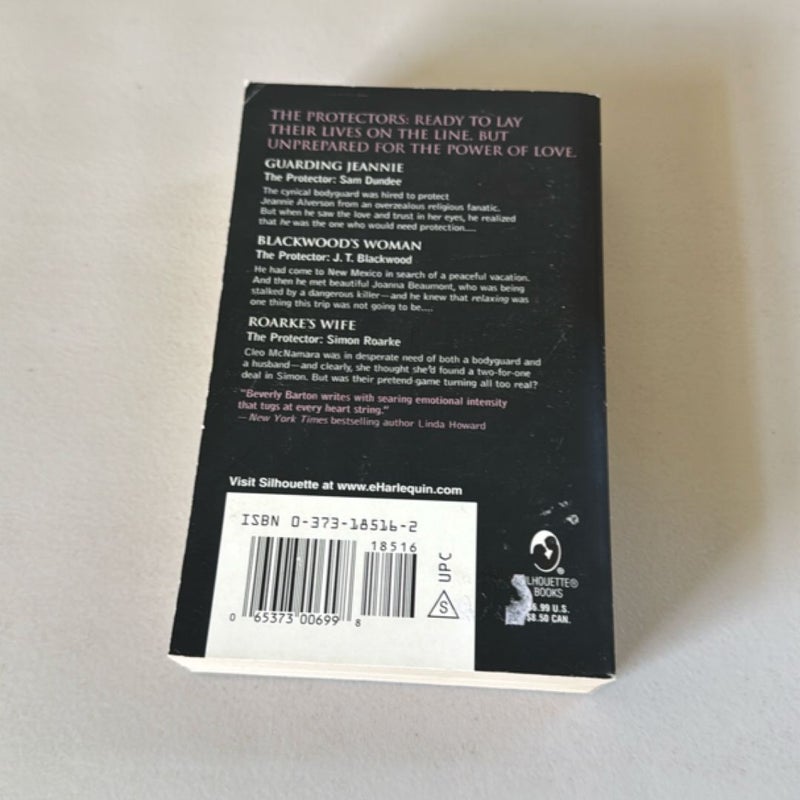 THE PROTECTORS: READY TO LAY
THEIR LIVES ON THE LINE. BUT
UNPREPARED FOR THE POWER OF LOVE.
GUARDING JEANNIE
The Protector: Sam Dundee
The cynical bodyguard was hired to protect
Jeannie Alverson from an overzealous religious fanatic.
But when he saw the love and trust in her eyes, he realized
that he was the one who would need protection....
BLACKWOOD'S WOMAN
The Protector: J. T. Blackwood
He had come to New Mexico in search of a peaceful vacation.
And then he met beautiful Joanna Beaumont, who was being
stalked by a dangerous killer—and he knew that relaxing was
one thing this trip was not going to be....
ROARKE'S WIFE
The Protector: Simon Roarke
Cleo McNamara was in desperate need of both a bodyguard and
a husband—and clearly, she thought she'd found a two-for-one
deal in Simon. But was their pretend game turning all too real?
"Beverly Barton writes with searing emotional intensity
that tugs at every heart string."
—New York Times bestselling author Linda Howard
Visit Silhouette at www.eHarlequin.com
ISBN 0-373-18516-2
18516
0 65373 00699 8
S UPC
LHOUETTE®
BOOKS
6.99 U.S.
$8.50 CAN.